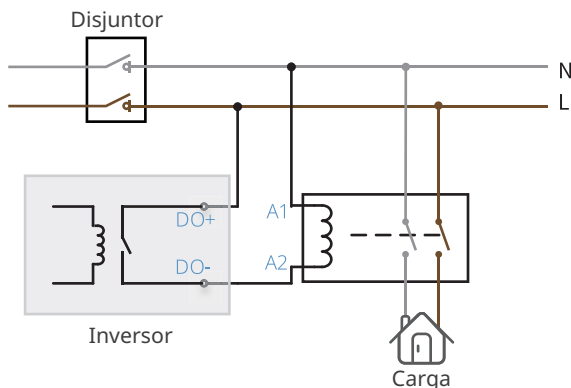 Disjuntor
N
L
DO+
A1
DO-
A2
Inversor
Carga